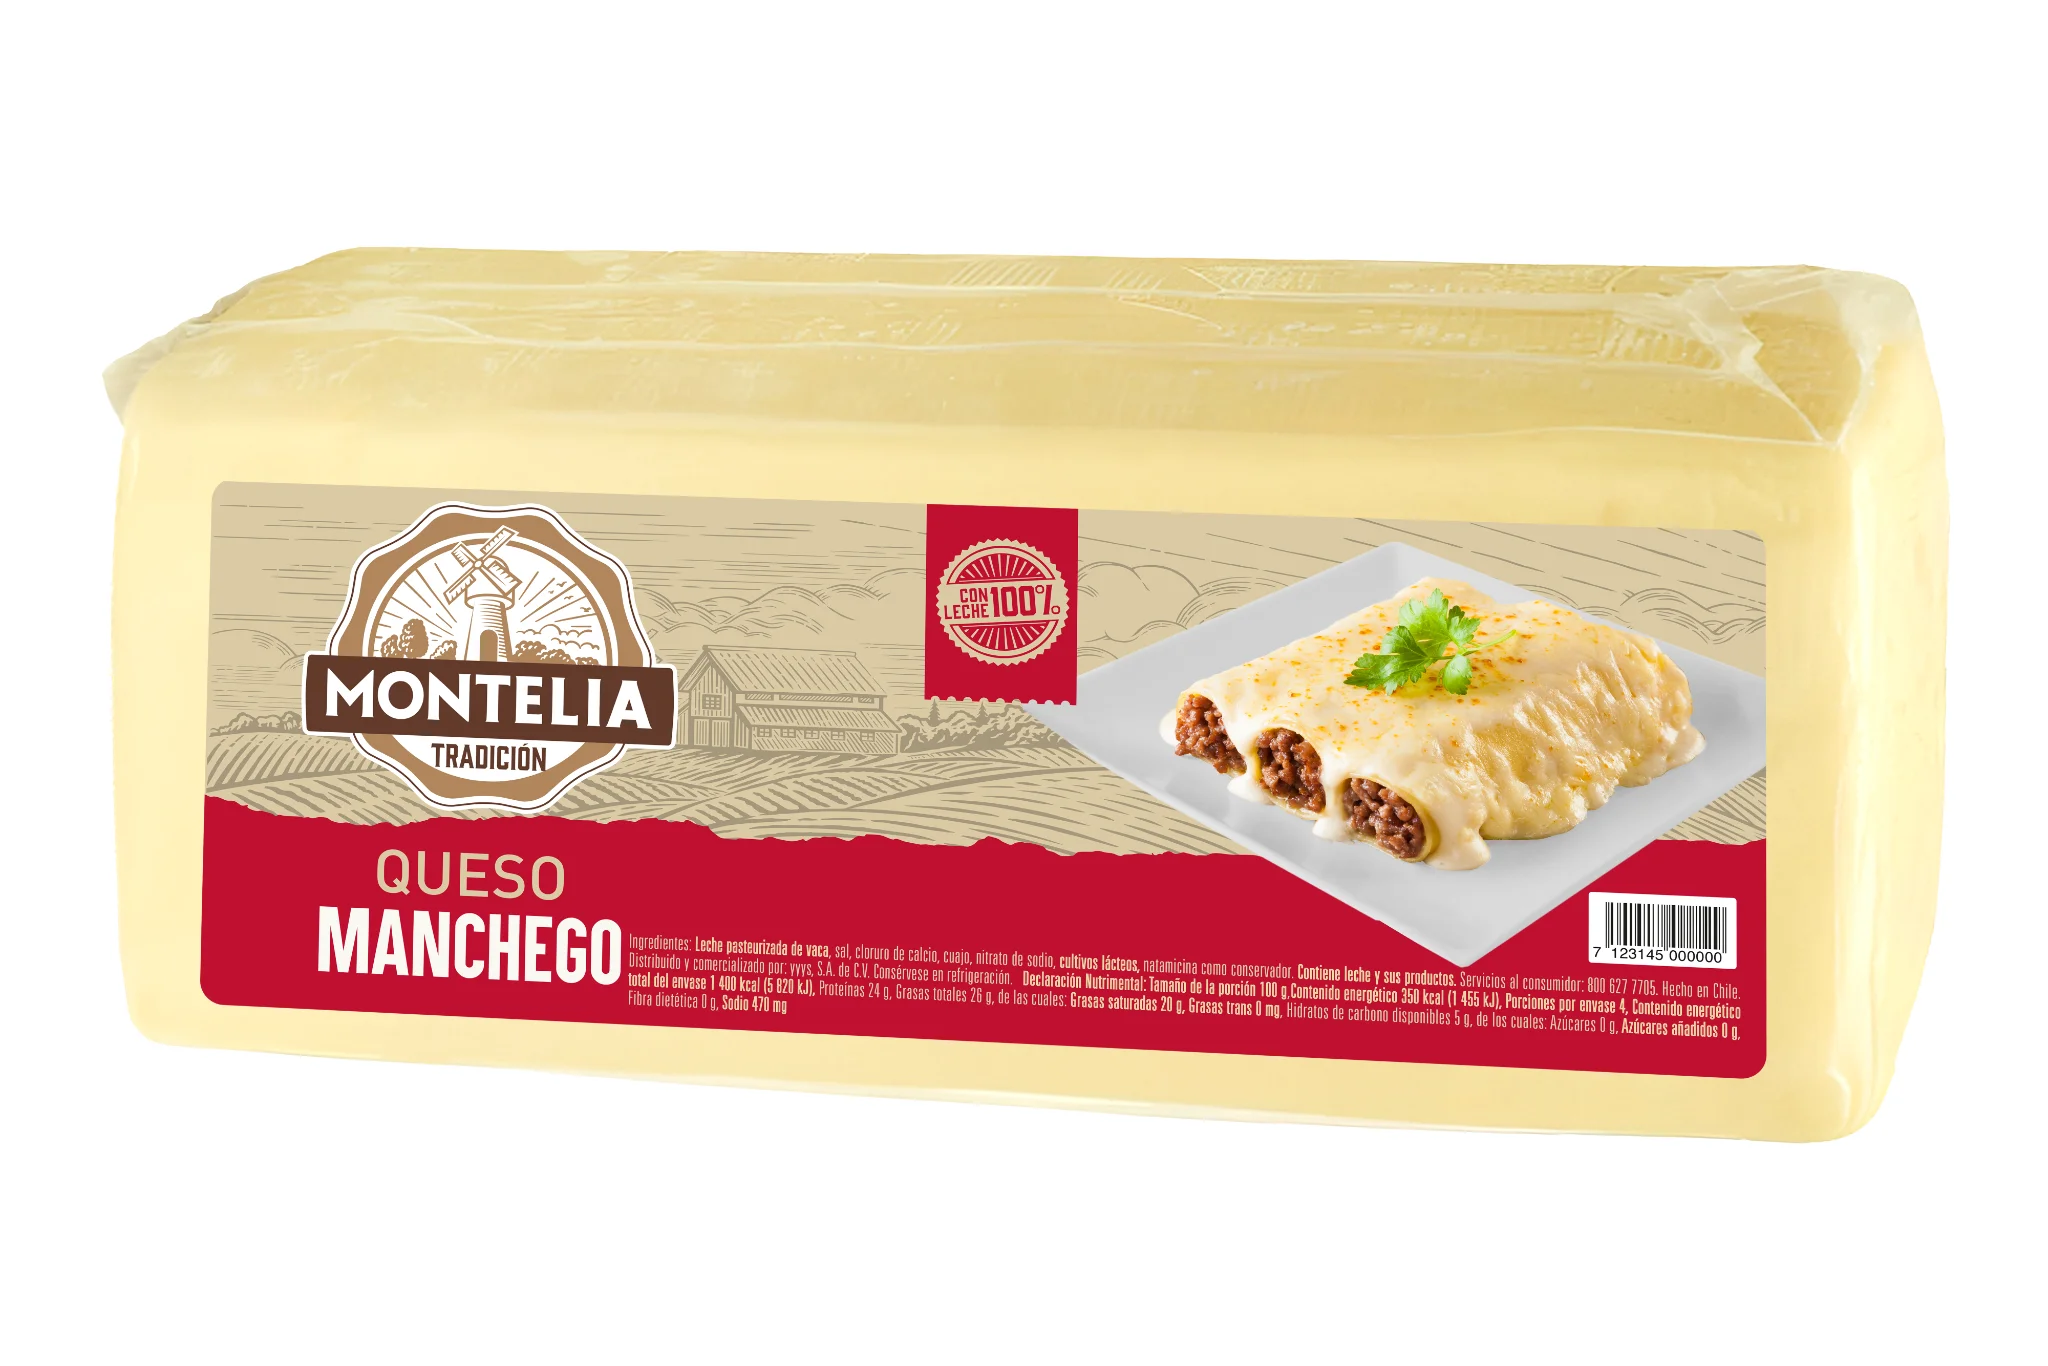 MONTELIA
TRADICIÓN
CON
LECHE 100%
QUESO
MANCHEGO
Ingredientes: Leche pasteurizada de vaca, sal, cloruro de calcio, cuajo, nitrato de sodio, cultivos lácteos, natamicina como conservador. Contiene leche y sus productos. Servicios al consumidor: 800 627 7705. Hecho en Chile.
Distribuido y comercializado por: yyys, S.A. de C.V. Consérvese en refrigeración. Declaración Nutrimental: Tamaño de la porción 100 g,Contenido energético 350 kcal (1 455 kJ), Porciones por envase 4, Contenido energético
total del envase 1 400 kcal (5 820 kJ), Proteínas 24 g, Grasas totales 26 g, de las cuales: Grasas saturadas 20 g, Grasas trans 0 mg, Hidratos de carbono disponibles 5 g, de los cuales: Azúcares 0 g, Azúcares añadidos 0 g,
Fibra dietética 0 g, Sodio 470 mg
7 123145 000000